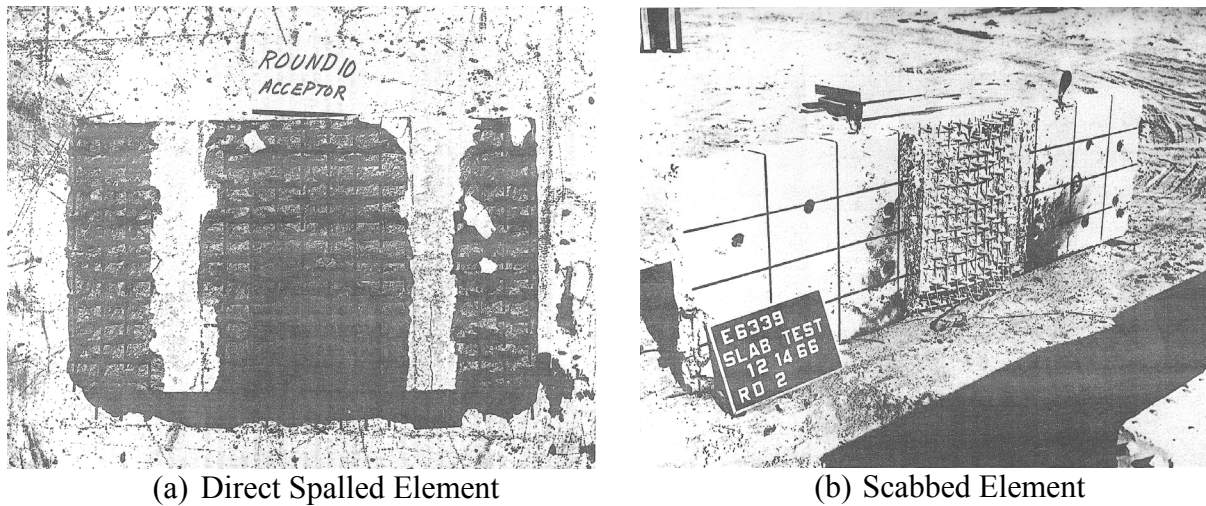 ROUND 10
ACCEPTOR
E6339
SLAB TEST
12 14 66
RD 2
(a) Direct Spalled Element
(b) Scabbed Element